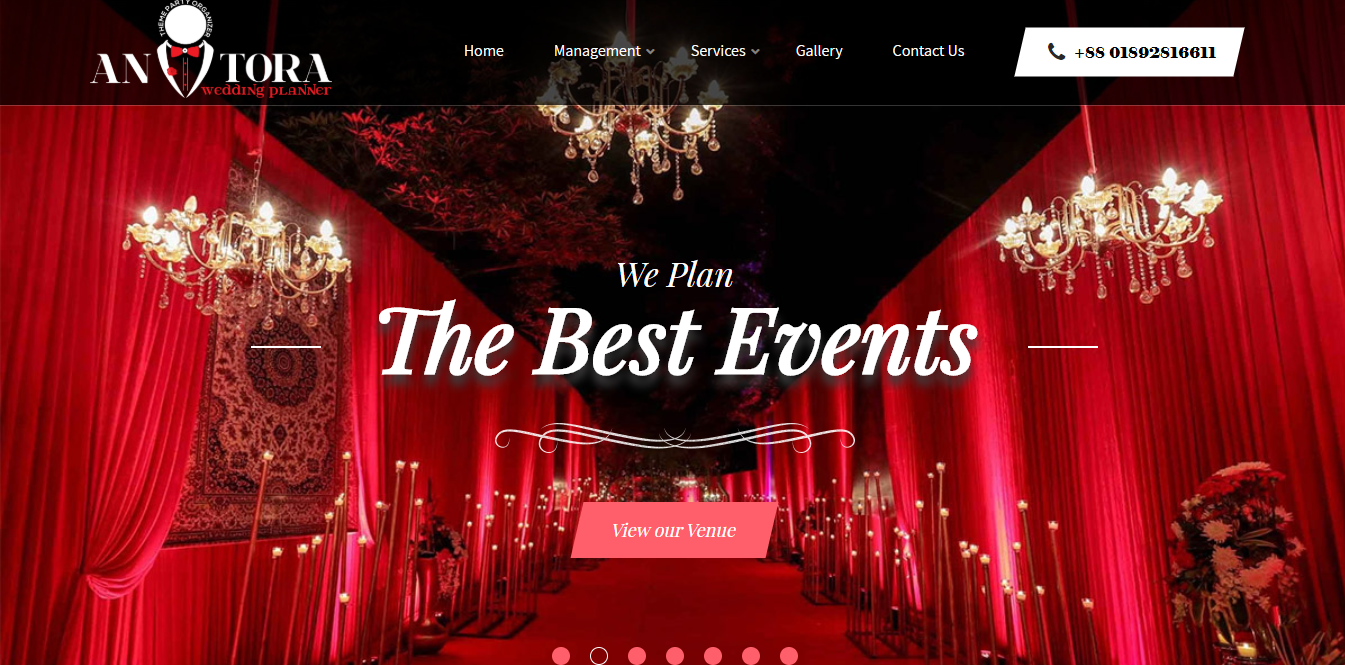 THEME PARTY ORGANIZER
AN TORA
wedding planner
Home
Management
Services
Gallery
Contact Us
+88 01892816611
We Plan
The Best Events
View our Venue